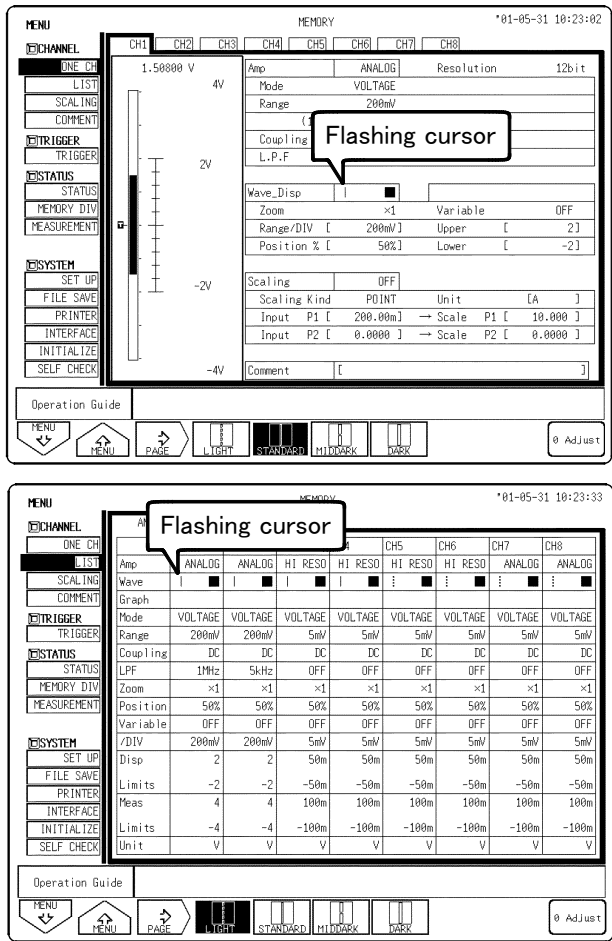 MENU MEMORY '01-05-31 10:23:02
CHANNEL CH1 CH2 CH3 CH4 CH5 CH6 CH7 CH8
ONE CH 1.50800 V Amp ANALOG Resolution 12bit
LIST 4V Mode VOLTAGE
SCALING Range 200mV
COMMENT (1
Flashing cursor
TRIGGER Coupling
TRIGGER 2V L.P.F
STATUS
STATUS Wave_Disp
MEMORY DIV Zoom ×1 Variable OFF
MEASUREMENT T Range/DIV [ 200mV] Upper [ 2]
Position % [ 50%] Lower [ -2]
SYSTEM
SET UP -2V Scaling OFF
FILE SAVE Scaling Kind POINT Unit [A ]
PRINTER Input P1 [ 200.00m] → Scale P1 [ 10.000 ]
INTERFACE Input P2 [ 0.0000 ] → Scale P2 [ 0.0000 ]
INITIALIZE
SELF CHECK -4V Comment [ ]
Operation Guide
MENU MENU PAGE LIGHT STANDARD MIDDARK DARK 0 Adjust
MENU MEMORY '01-05-31 10:23:33
CHANNEL AN
Flashing cursor
ONE CH 4 CH5 CH6 CH7 CH8
LIST Amp ANALOG ANALOG HI RESO HI RESO HI RESO HI RESO ANALOG ANALOG
SCALING Wave
COMMENT Graph
TRIGGER Mode VOLTAGE VOLTAGE VOLTAGE VOLTAGE VOLTAGE VOLTAGE VOLTAGE VOLTAGE
TRIGGER Range 200mV 200mV 5mV 5mV 5mV 5mV 5mV 5mV
STATUS Coupling DC DC DC DC DC DC DC DC
STATUS LPF 1MHz 5kHz OFF OFF OFF OFF OFF OFF
MEMORY DIV Zoom ×1 ×1 ×1 ×1 ×1 ×1 ×1 ×1
MEASUREMENT Position 50% 50% 50% 50% 50% 50% 50% 50%
Variable OFF OFF OFF OFF OFF OFF OFF OFF
SYSTEM /DIV 200mV 200mV 5mV 5mV 5mV 5mV 5mV 5mV
SET UP Disp 2 2 50m 50m 50m 50m 50m 50m
FILE SAVE Limits -2 -2 -50m -50m -50m -50m -50m -50m
PRINTER Meas 4 4 100m 100m 100m 100m 100m 100m
INTERFACE
INITIALIZE Limits -4 -4 -100m -100m -100m -100m -100m -100m
SELF CHECK Unit V V V V V V V V
Operation Guide
MENU MENU PAGE LIGHT STANDARD MIDDARK DARK 0 Adjust